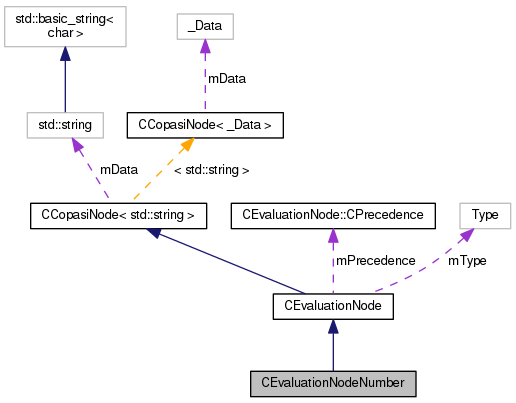 std::basic_string<
char >
_Data
mData
std::string
CCopasiNode< _Data >
mData
< std::string >
CCopasiNode< std::string >
CEvaluationNode::CPrecedence
Type
mPrecedence
mType
CEvaluationNode
CEvaluationNodeNumber